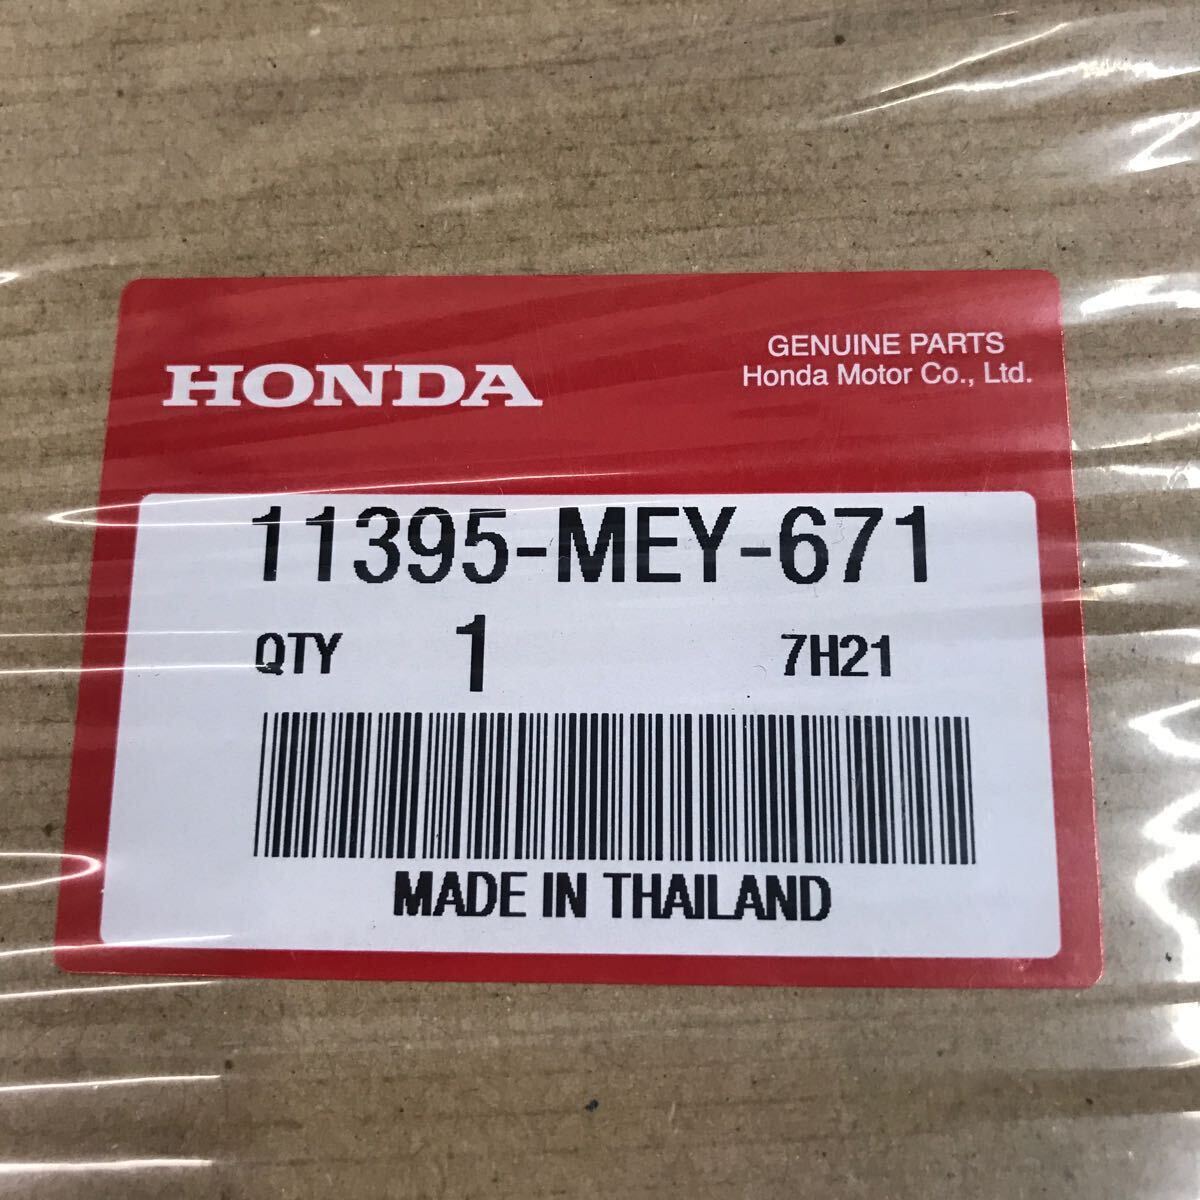 HONDA
GENUINE PARTS
Honda Motor Co., Ltd.
11395-MEY-671
QTY 1 7H21
MADE IN THAILAND